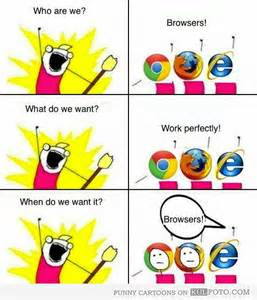 Who are we?
Browsers!
What do we want?
Work perfectly!
When do we want it?
Browsers!!
FUNNY CARTOONS ON KULFOTO.COM